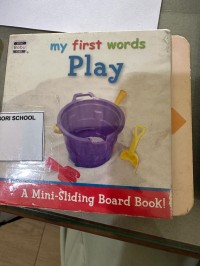 my first words
Play
ORI SCHOOL
A Mini-Sliding Board Book!